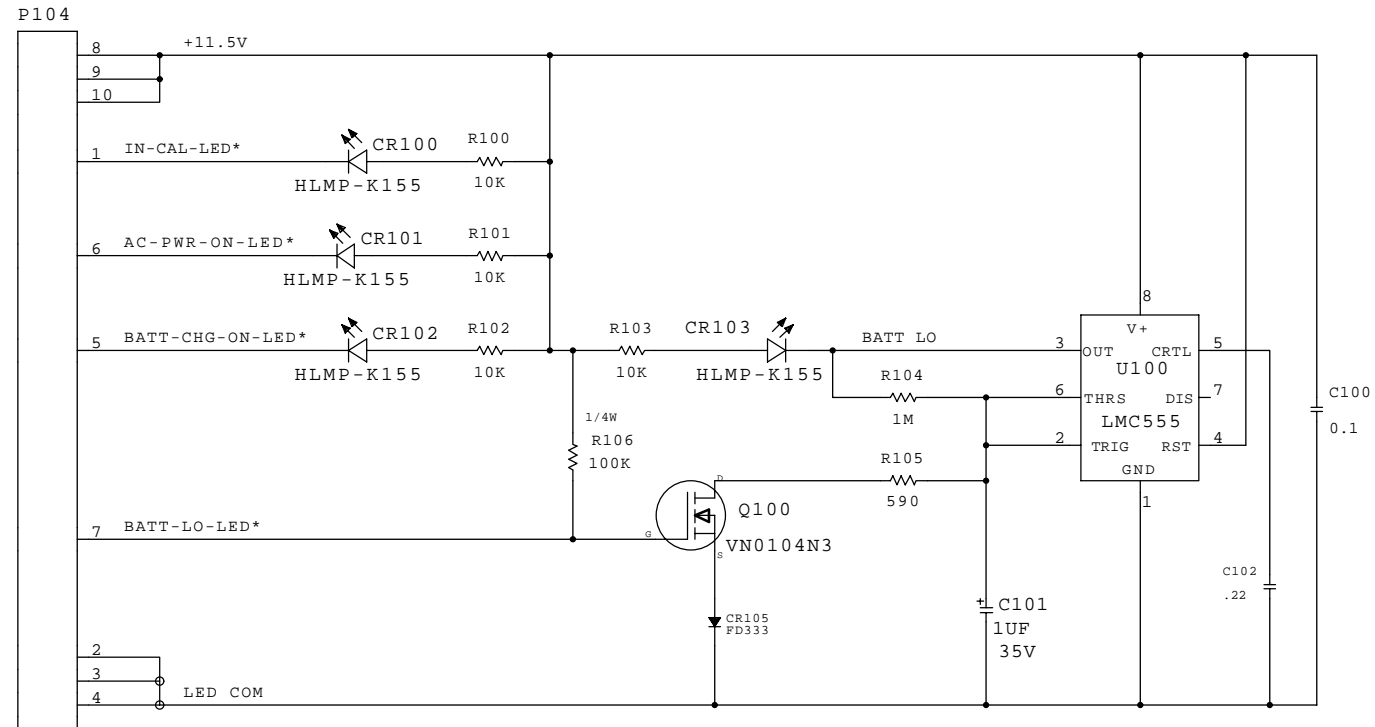 P104
8 +11.5V
9
10
1 IN-CAL-LED* CR100 R100
HLMP-K155 10K
6 AC-PWR-ON-LED* CR101 R101
HLMP-K155 10K
5 BATT-CHG-ON-LED* CR102 R102
HLMP-K155 10K
R103 CR103 BATT LO
10K HLMP-K155
R104
1M
R105
590
1/4W
R106
100K
7 BATT-LO-LED*
D
G
S
Q100
VN0104N3
CR105
FD333
+ C101
1UF
35V
8
V+
3 OUT CRTL 5
U100
6 THRS DIS 7
LMC555
2 TRIG RST 4
GND
1
C100
0.1
C102
.22
2
3
4 LED COM